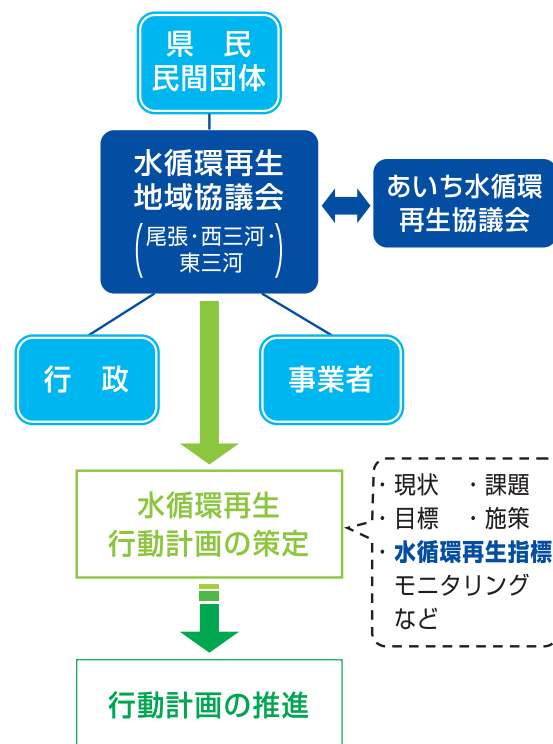 県　民
民間団体
水循環再生
地域協議会
(尾張・西三河・
東三河)
あいち水循環
再生協議会
行　政
事業者
水循環再生
行動計画の策定
・現状　・課題
・目標　・施策
・水循環再生指標
モニタリング
など
行動計画の推進